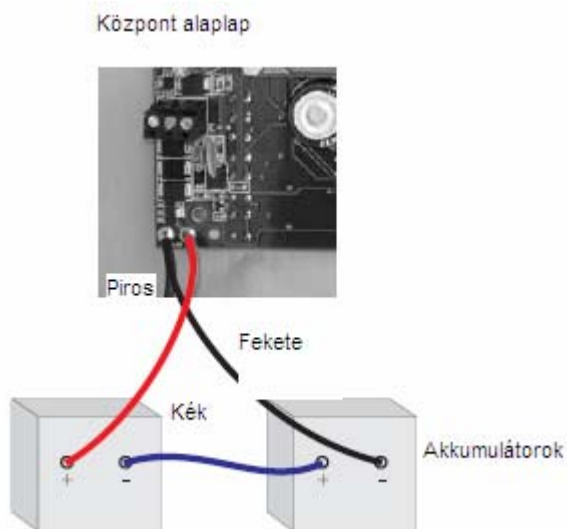 Központ alaplap
Piros
Fekete
Kék
Akkumulátorok
+ - + -